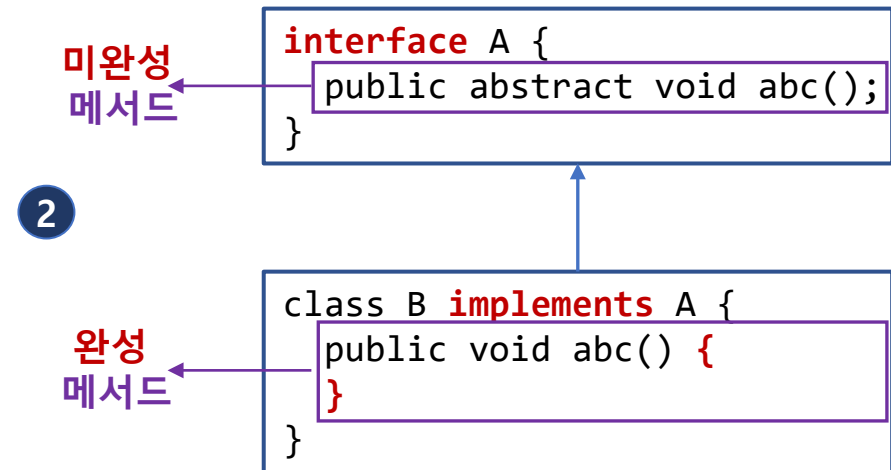 interface A {
미완성
메서드
public abstract void abc();
}
2
class B implements A {
완성
메서드
public void abc() {
}
}